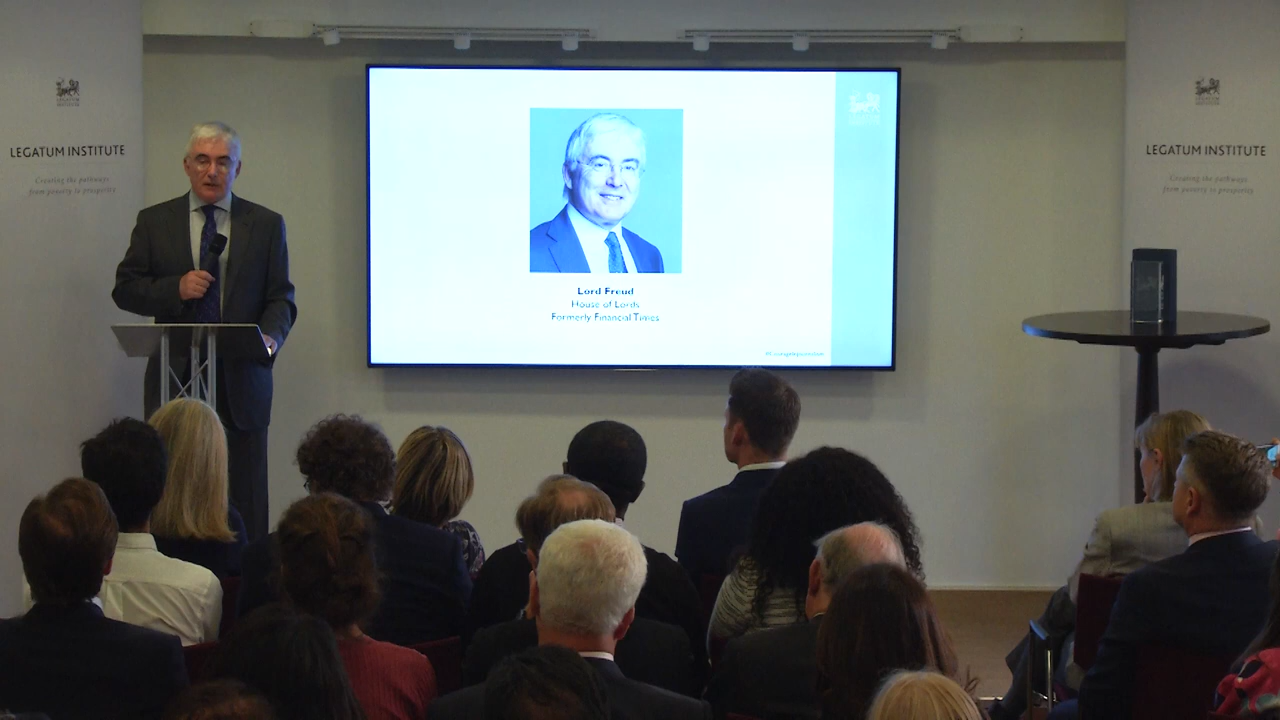 LEGATUM INSTITUTE
Creating the pathways
from poverty to prosperity
Lord Freud
House of Lords
Formerly Financial Times
LEGATUM INSTITUTE
Creating the pathways
from poverty to prosperity